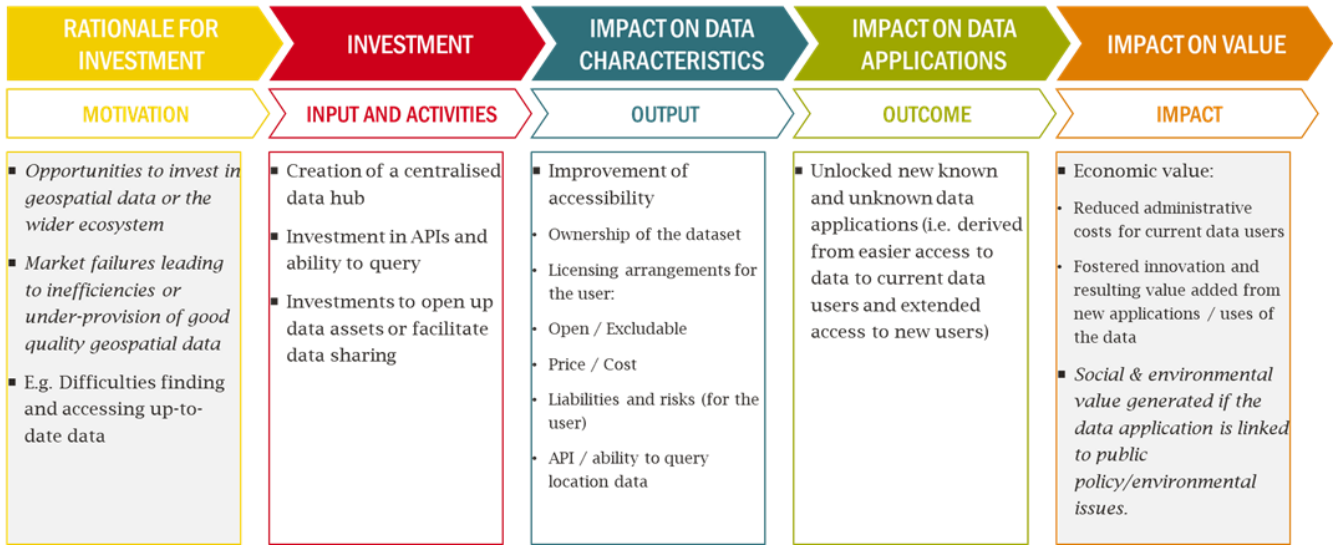 RATIONALE FOR
INVESTMENT
INVESTMENT
IMPACT ON DATA
CHARACTERISTICS
IMPACT ON DATA
APPLICATIONS
IMPACT ON VALUE
MOTIVATION
INPUT AND ACTIVITIES
OUTPUT
OUTCOME
IMPACT
▪ Opportunities to invest in
geospatial data or the
wider ecosystem
▪ Market failures leading
to inefficiencies or
under-provision of good
quality geospatial data
▪ E.g. Difficulties finding
and accessing up-to-
date data
▪ Creation of a centralised
data hub
▪ Investment in APIs and
ability to query
▪ Investments to open up
data assets or facilitate
data sharing
▪ Improvement of
accessibility
• Ownership of the dataset
• Licensing arrangements for
the user:
• Open / Excludable
• Price / Cost
• Liabilities and risks (for the
user)
• API / ability to query
location data
▪ Unlocked new known
and unknown data
applications (i.e. derived
from easier access to
data to current data
users and extended
access to new users)
▪ Economic value:
• Reduced administrative
costs for current data users
• Fostered innovation and
resulting value added from
new applications / uses of
the data
▪ Social & environmental
value generated if the
data application is linked
to public
policy/environmental
issues.